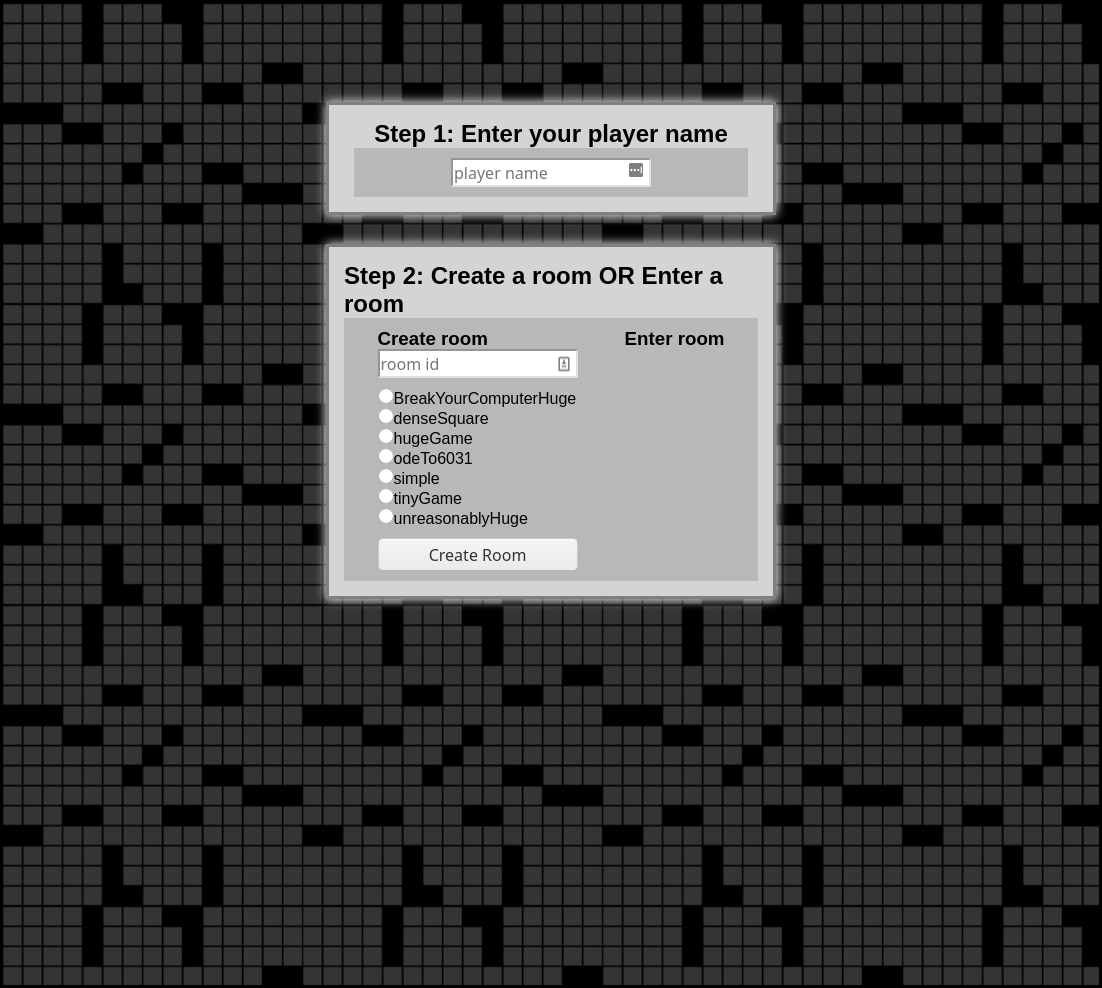 Step 1: Enter your player name
player name
Step 2: Create a room OR Enter a
room
Create room
Enter room
room id
BreakYourComputerHuge
denseSquare
hugeGame
odeTo6031
simple
tinyGame
unreasonablyHuge
Create Room